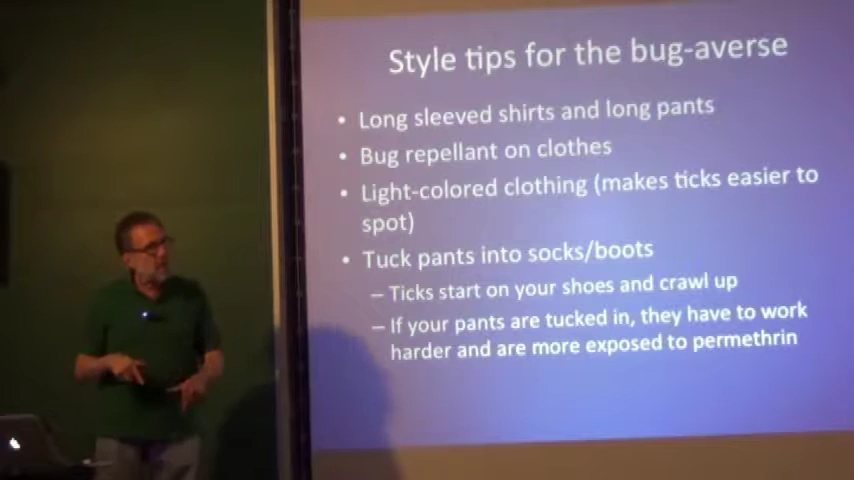 Style tips for the bug-averse
• Long sleeved shirts and long pants
• Bug repellant on clothes
• Light-colored clothing (makes ticks easier to
spot)
• Tuck pants into socks/boots
– Ticks start on your shoes and crawl up
– If your pants are tucked in, they have to work
harder and are more exposed to permethrin